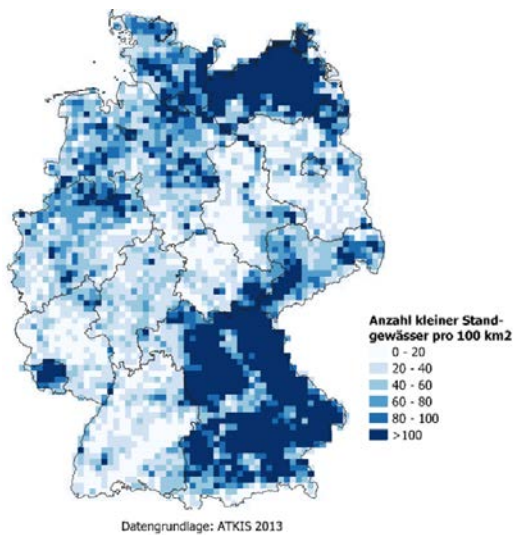 Anzahl kleiner Stand-
gewässer pro 100 km2
0 - 20
20 - 40
40 - 60
60 - 80
80 - 100
>100
Datengrundlage: ATKIS 2013